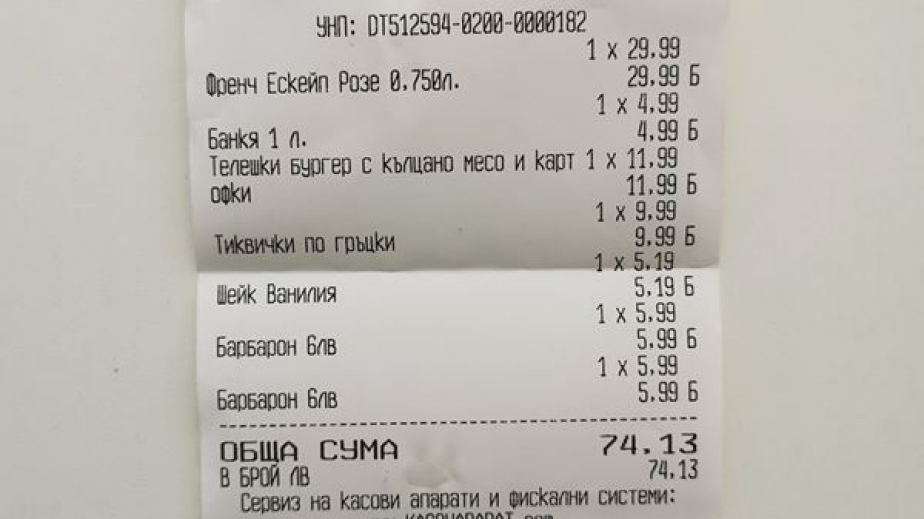 УНП: DT512594-0200-0000182
1 x 29.99
Френч Ескейп Розе 0.750л. 29.99 Б
1 x 4.99
Банкя 1 л. 4.99 Б
Телешки бургер с кълцано месо и карт 1 x 11.99
офки 11.99 Б
1 x 9.99
Тиквички по гръцки 9.99 Б
1 x 5.19
Шейк Ванилия 5.19 Б
1 x 5.99
Барбарон 6лв 5.99 Б
1 x 5.99
Барбарон 6лв 5.99 Б
ОБЩА СУМА 74.13
В БРОЙ ЛВ 74.13
Сервиз на касови апарати и фискални системи: